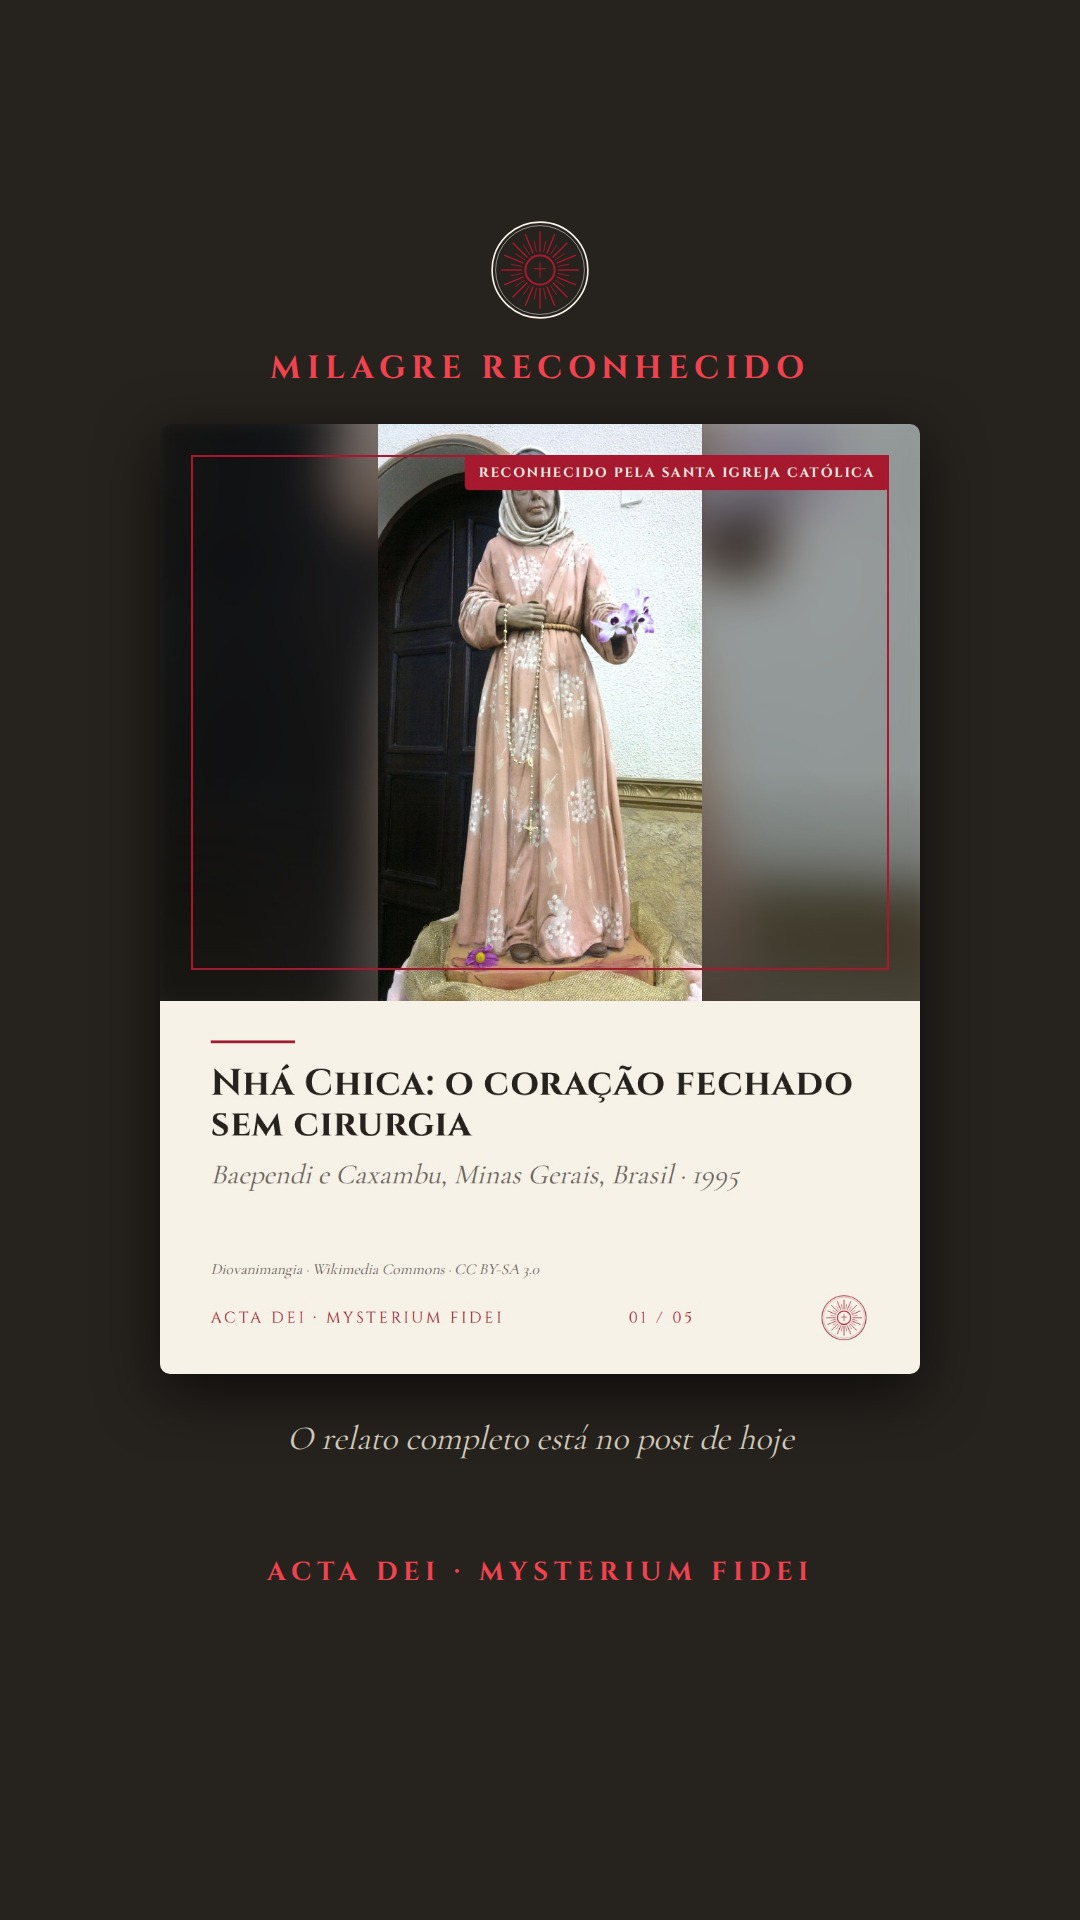 MILAGRE RECONHECIDO
RECONHECIDO PELA SANTA IGREJA CATÓLICA
Nhá Chica: o coração fechado
sem cirurgia
Baependi e Caxambu, Minas Gerais, Brasil · 1995
Diovanimangia · Wikimedia Commons · CC BY-SA 3.0
ACTA DEI · MYSTERIUM FIDEI 01 / 05
O relato completo está no post de hoje
ACTA DEI · MYSTERIUM FIDEI